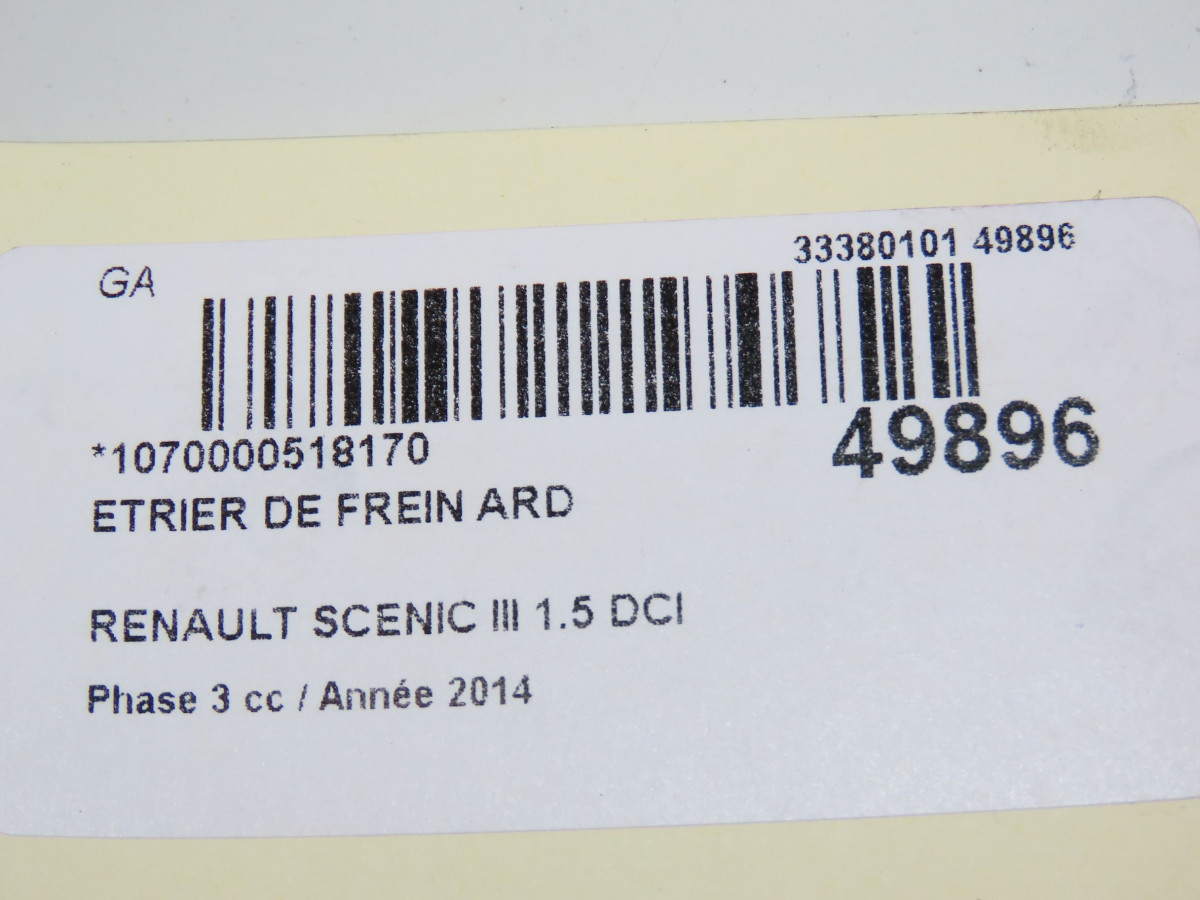 GA
33380101 49896
*1070000518170
49896
ETRIER DE FREIN ARD
RENAULT SCENIC III 1.5 DCI
Phase 3 cc / Année 2014